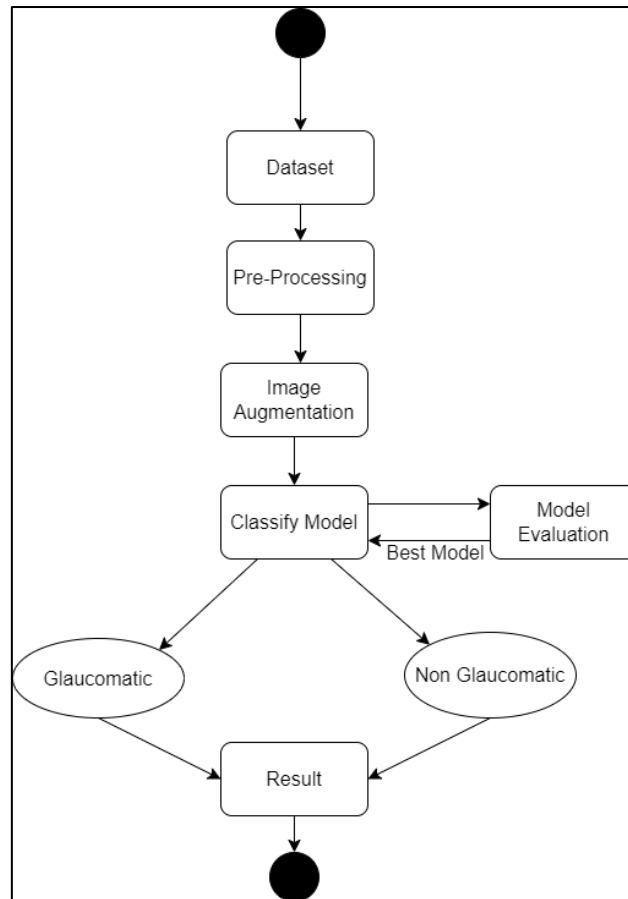 Dataset
Pre-Processing
Image
Augmentation
Classify Model
Model
Evaluation
Best Model
Glaucomatic
Non Glaucomatic
Result